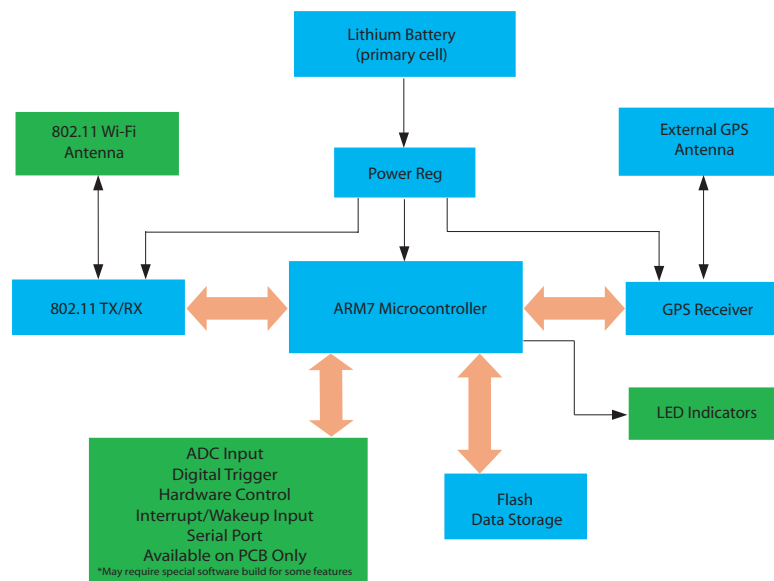 Lithium Battery
(primary cell)
802.11 Wi-Fi
Antenna
External GPS
Antenna
Power Reg
802.11 TX/RX
ARM7 Microcontroller
GPS Receiver
LED Indicators
ADC Input
Digital Trigger
Hardware Control
Interrupt/Wakeup Input
Serial Port
Available on PCB Only
*May require special software build for some features
Flash
Data Storage